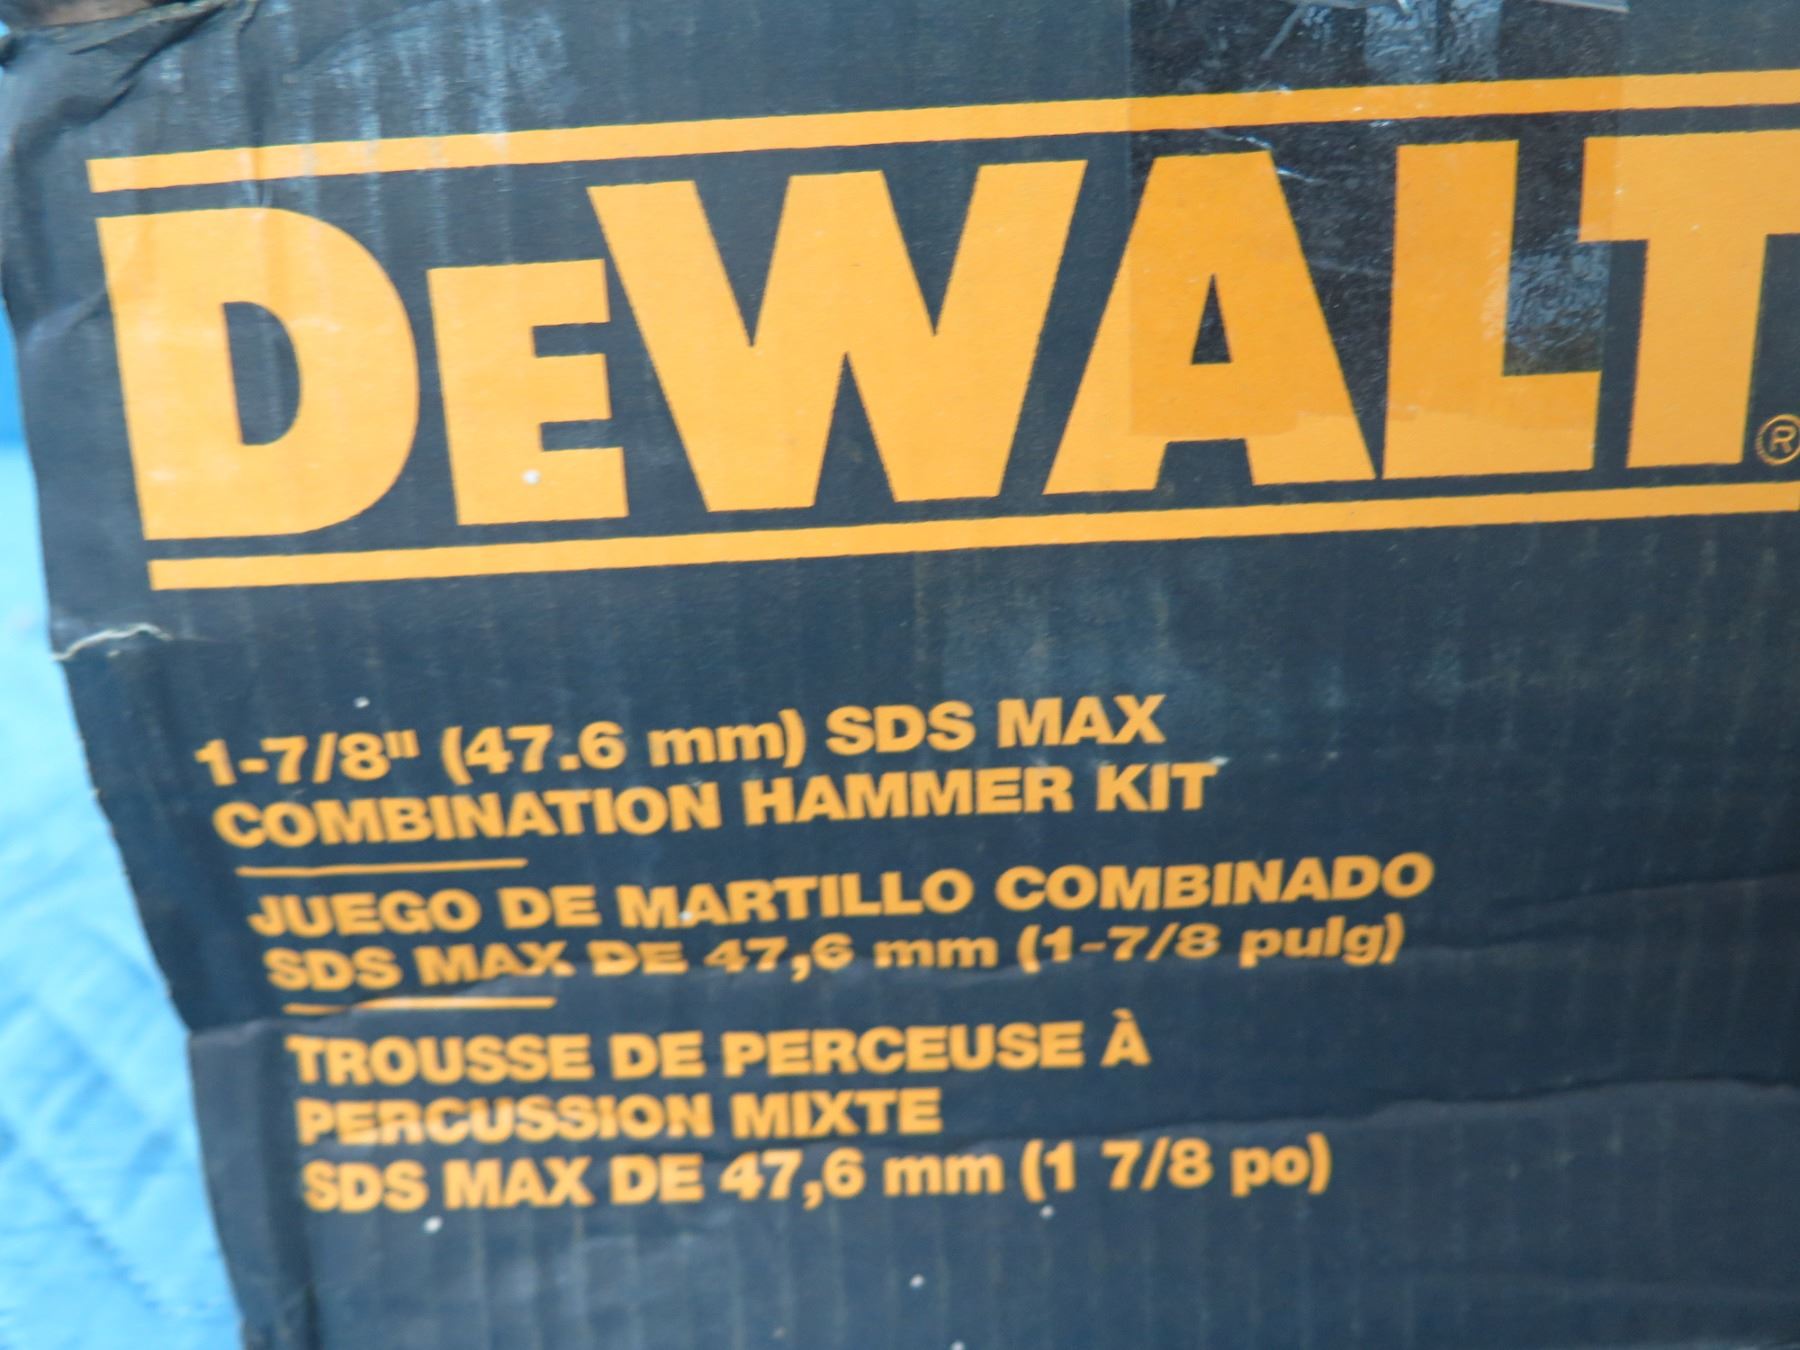 DEWALT®
1-7/8" (47.6 mm) SDS MAX
COMBINATION HAMMER KIT
JUEGO DE MARTILLO COMBINADO
SDS MAX DE 47,6 mm (1-7/8 pulg)
TROUSSE DE PERCEUSE À
PERCUSSION MIXTE
SDS MAX DE 47,6 mm (1 7/8 po)